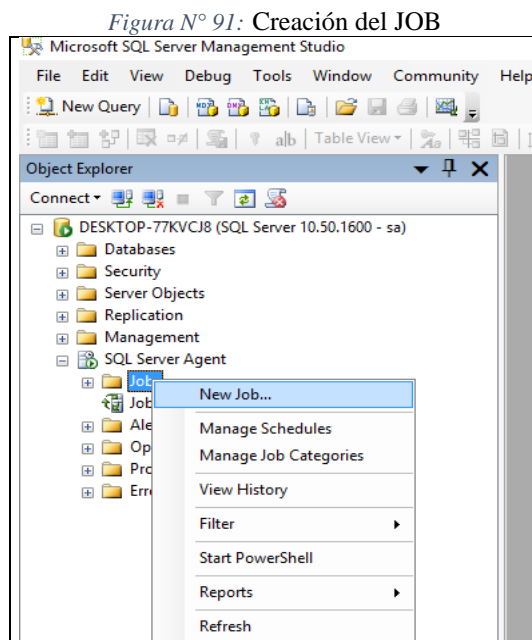 Figura N° 91: Creación del JOB
Microsoft SQL Server Management Studio
File Edit View Debug Tools Window Community Help
New Query
Table View
Object Explorer
Connect
DESKTOP-77KVCJ8 (SQL Server 10.50.1600 - sa)
Databases
Security
Server Objects
Replication
Management
SQL Server Agent
Job
New Job...
Job
Ale
Manage Schedules
Op
Manage Job Categories
Pro
Erro
View History
Filter
Start PowerShell
Reports
Refresh